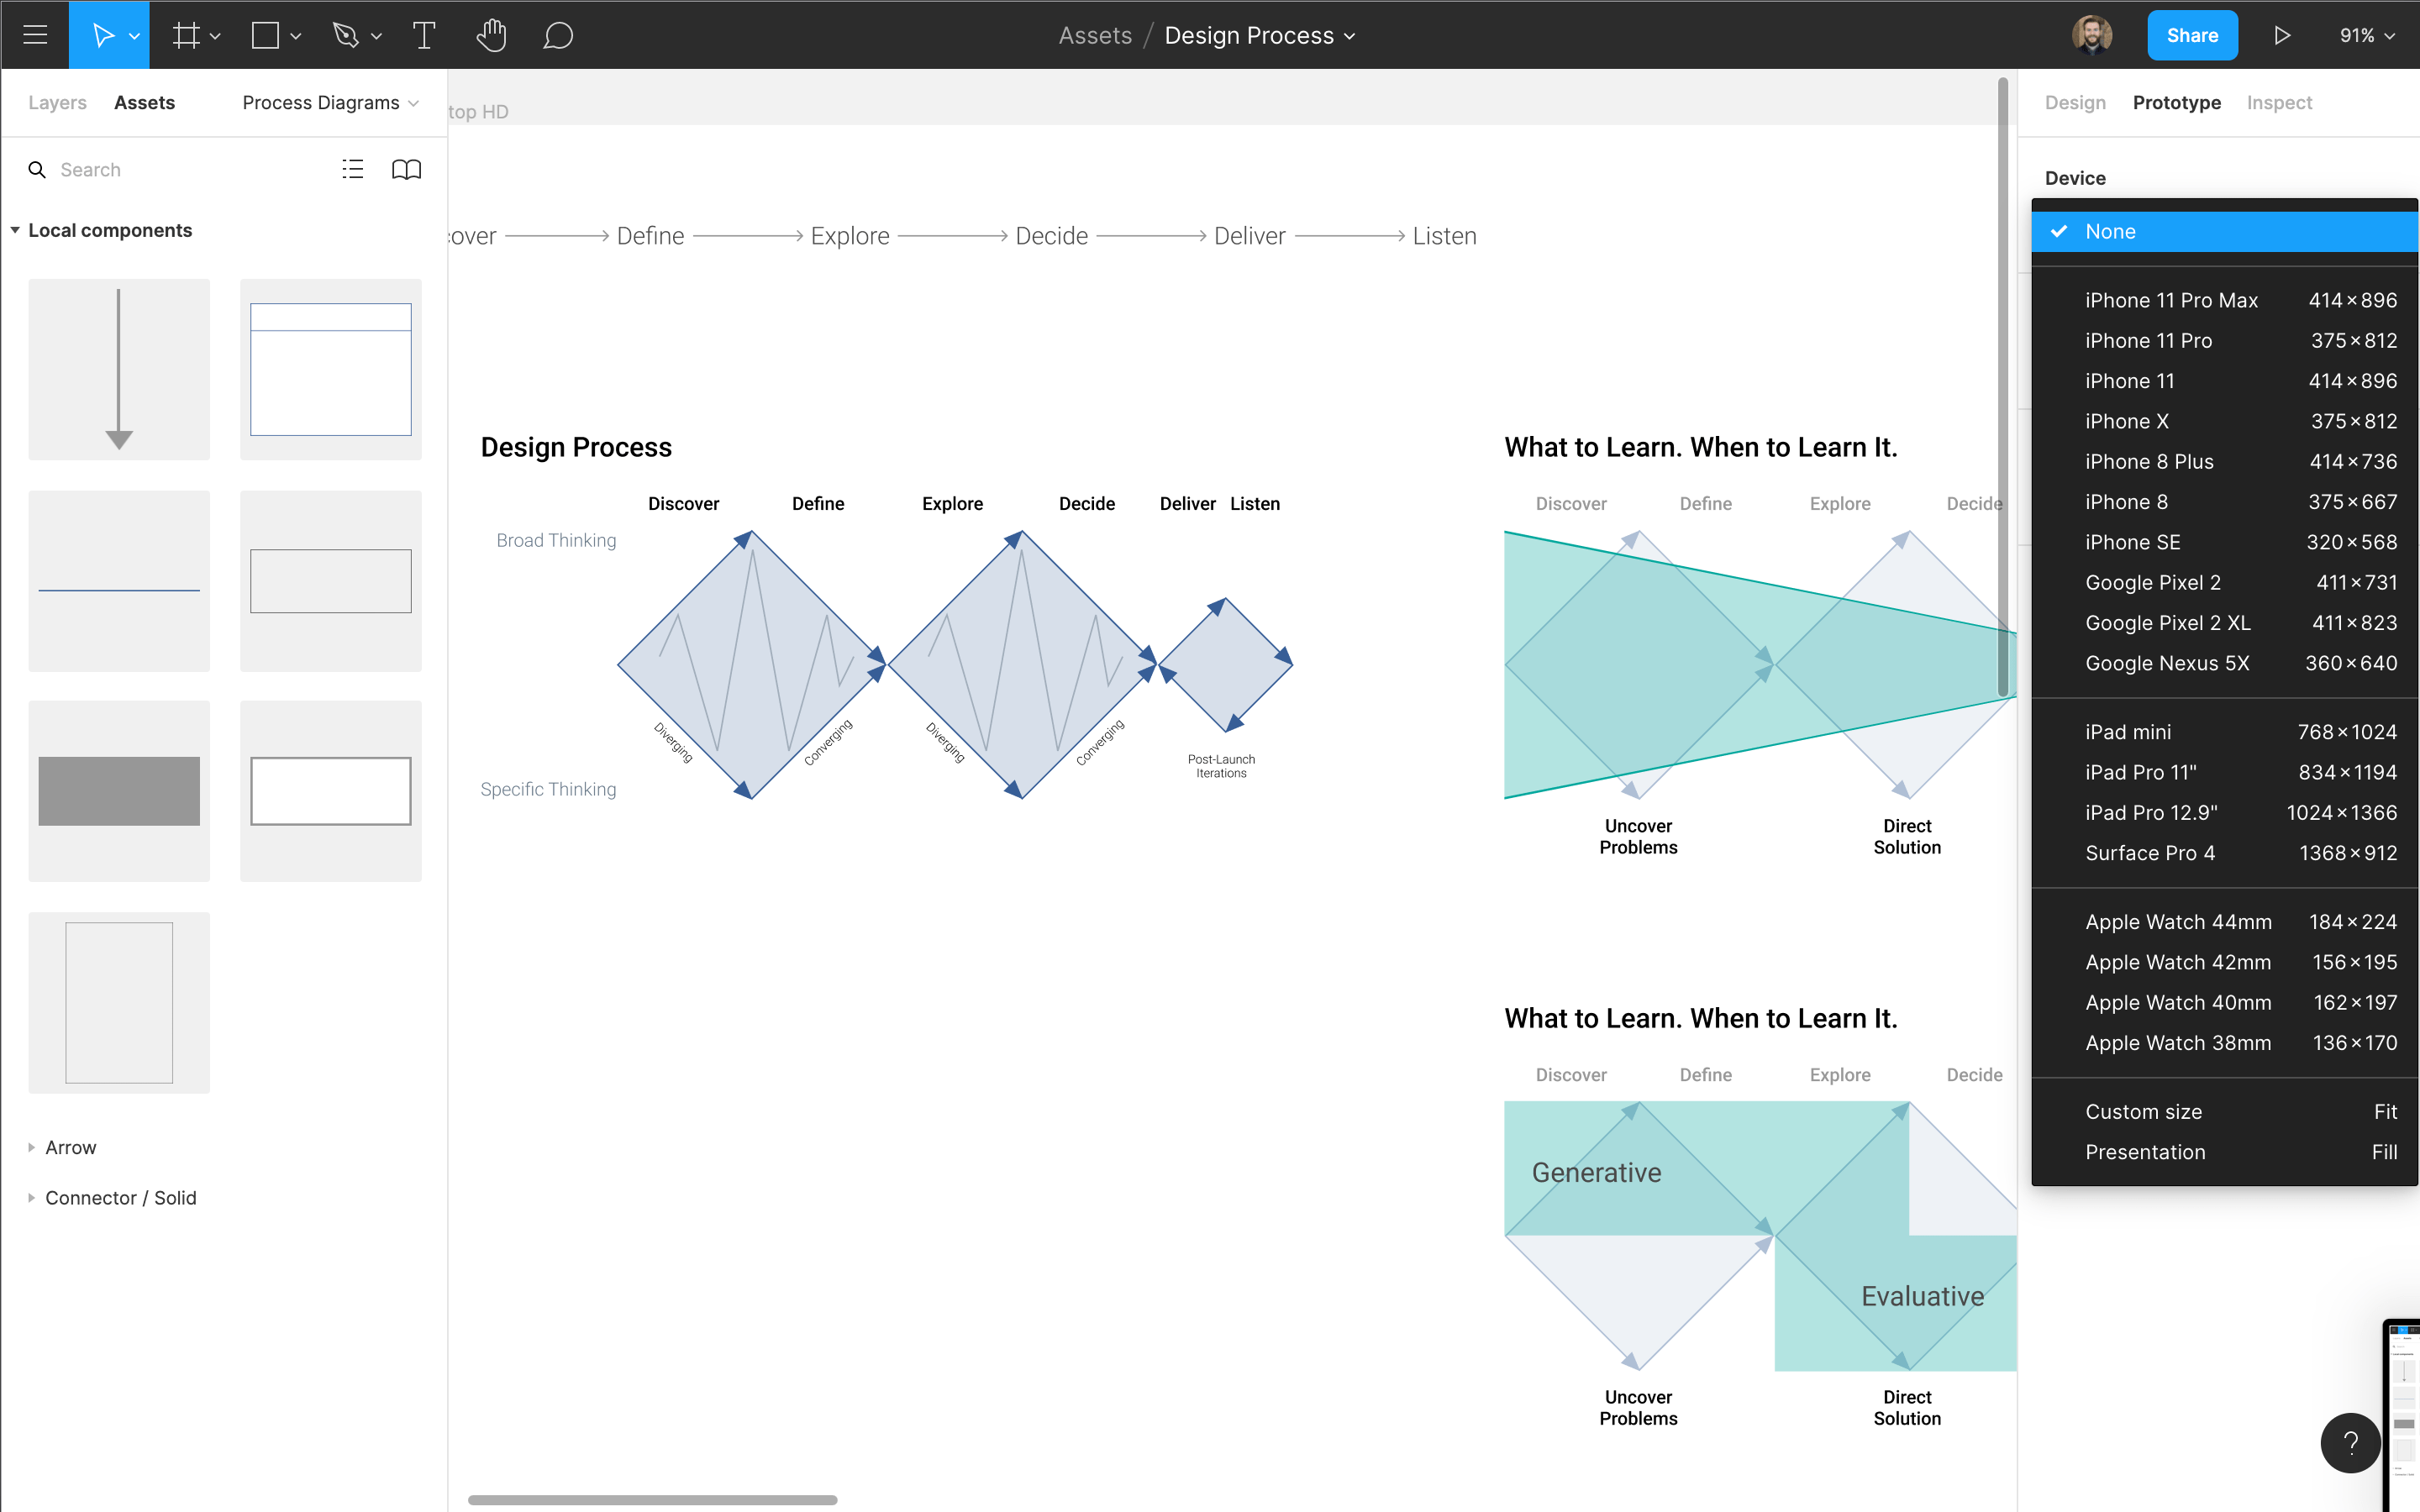 Assets / Design Process
Share
91%
Layers
Assets
Process Diagrams
Search
Local components
Arrow
Connector / Solid
top HD
cover
Define
Explore
Decide
Deliver
Listen
Design Process
Discover
Define
Explore
Decide
Deliver
Listen
Broad Thinking
Diverging
Converging
Diverging
Converging
Post-Launch
Iterations
Specific Thinking
What to Learn. When to Learn It.
Discover
Define
Explore
Decide
Uncover
Problems
Direct
Solution
What to Learn. When to Learn It.
Discover
Define
Explore
Decide
Generative
Evaluative
Uncover
Problems
Direct
Solution
Design
Prototype
Inspect
Device
None
iPhone 11 Pro Max 414×896
iPhone 11 Pro 375×812
iPhone 11 414×896
iPhone X 375×812
iPhone 8 Plus 414×736
iPhone 8 375×667
iPhone SE 320×568
Google Pixel 2 411×731
Google Pixel 2 XL 411×823
Google Nexus 5X 360×640
iPad mini 768×1024
iPad Pro 11" 834×1194
iPad Pro 12.9" 1024×1366
Surface Pro 4 1368×912
Apple Watch 44mm 184×224
Apple Watch 42mm 156×195
Apple Watch 40mm 162×197
Apple Watch 38mm 136×170
Custom size Fit
Presentation Fill
?